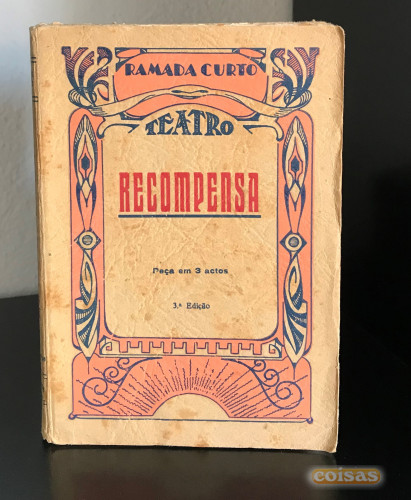 RAMADA CURTO
TEATRO
RECOMPENSA
Peça em 3 actos
3.ª Edição
coisas